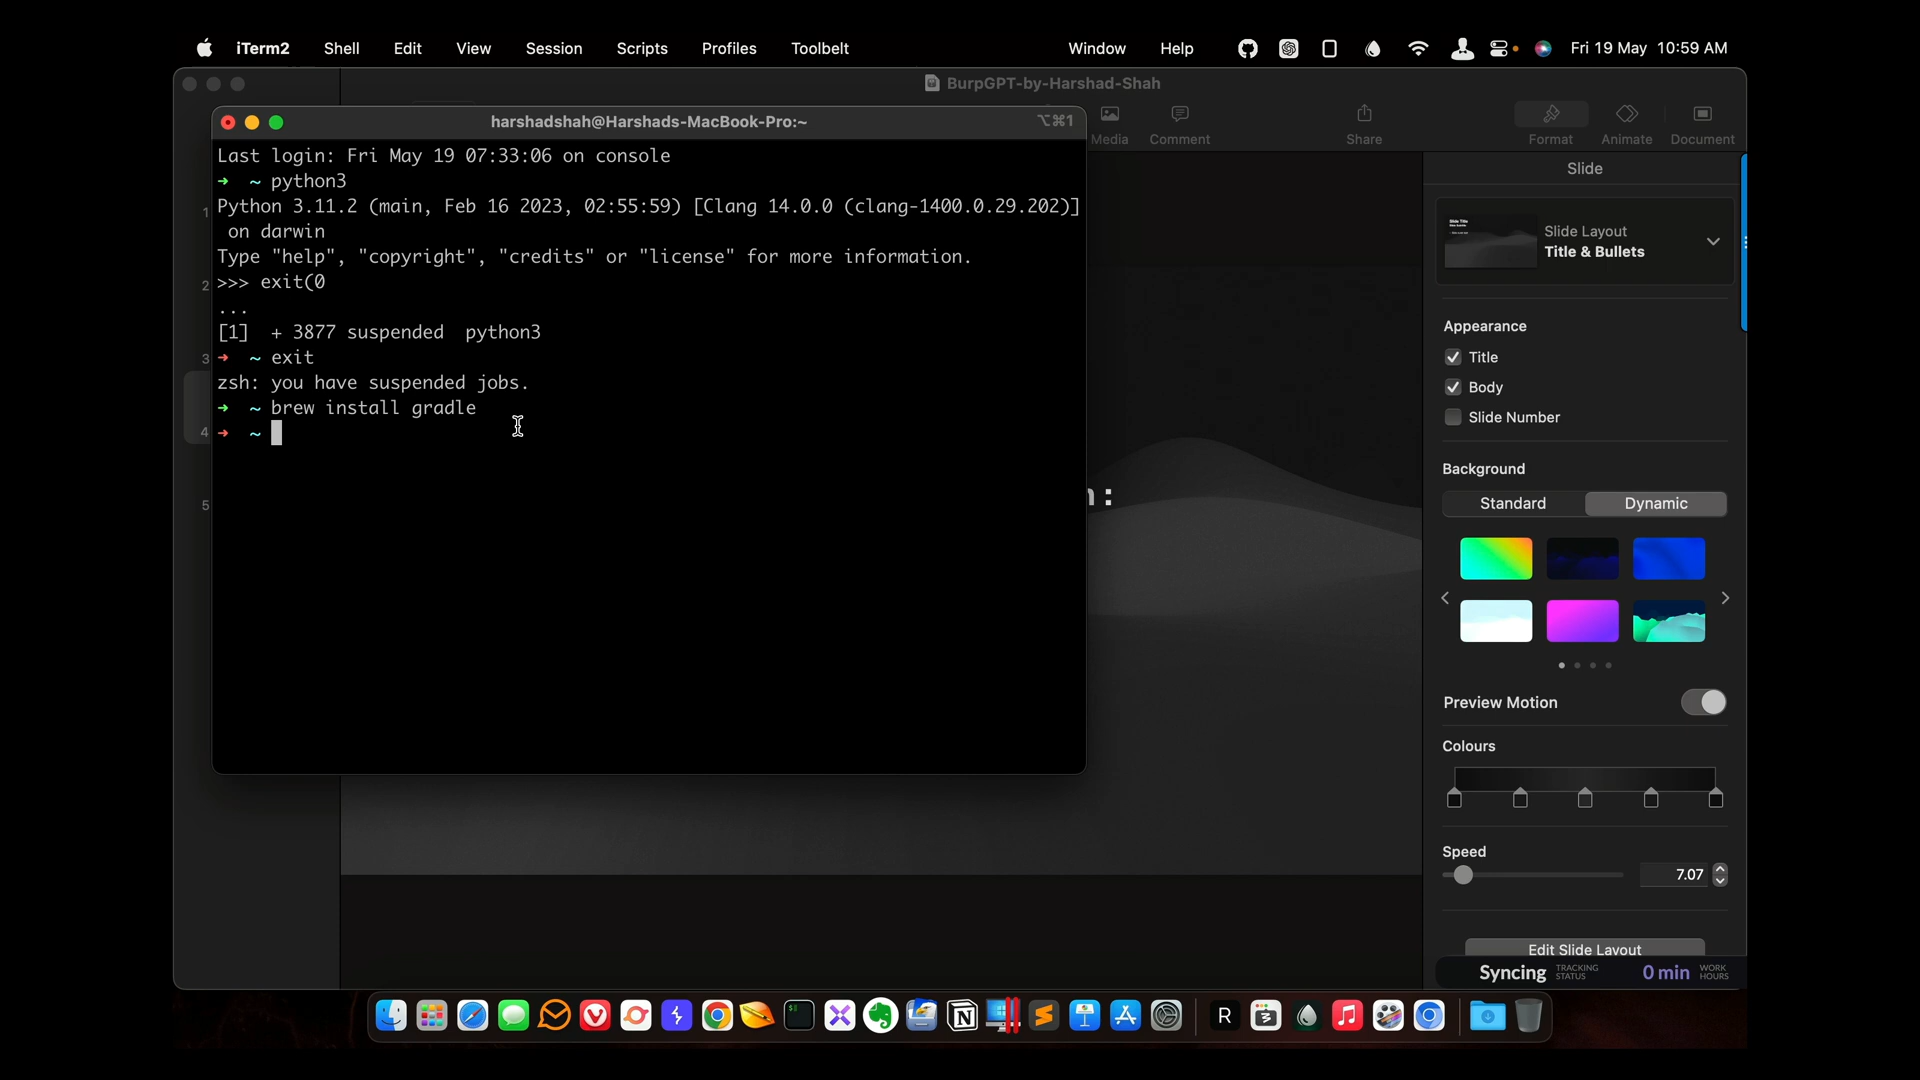 iTerm2 Shell Edit View Session Scripts Profiles Toolbelt Window Help Fri 19 May 10:59 AM
BurpGPT-by-Harshad-Shah
harshadshah@Harshads-MacBook-Pro:~ ⌥⌘1
Media Comment Share Format Animate Document
Last login: Fri May 19 07:33:06 on console
➜ ~ python3
Python 3.11.2 (main, Feb 16 2023, 02:55:59) [Clang 14.0.0 (clang-1400.0.29.202)]
on darwin
Type "help", "copyright", "credits" or "license" for more information.
>>> exit(0
...
[1] + 3877 suspended python3
➜ ~ exit
zsh: you have suspended jobs.
➜ ~ brew install gradle
➜ ~
1
2
3
4
5
:
Slide
Slide Layout
Title & Bullets
Appearance
Title
Body
Slide Number
Background
Standard Dynamic
Preview Motion
Colours
Speed
7.07
Edit Slide Layout
Syncing TRACKING STATUS 0 min WORK HOURS